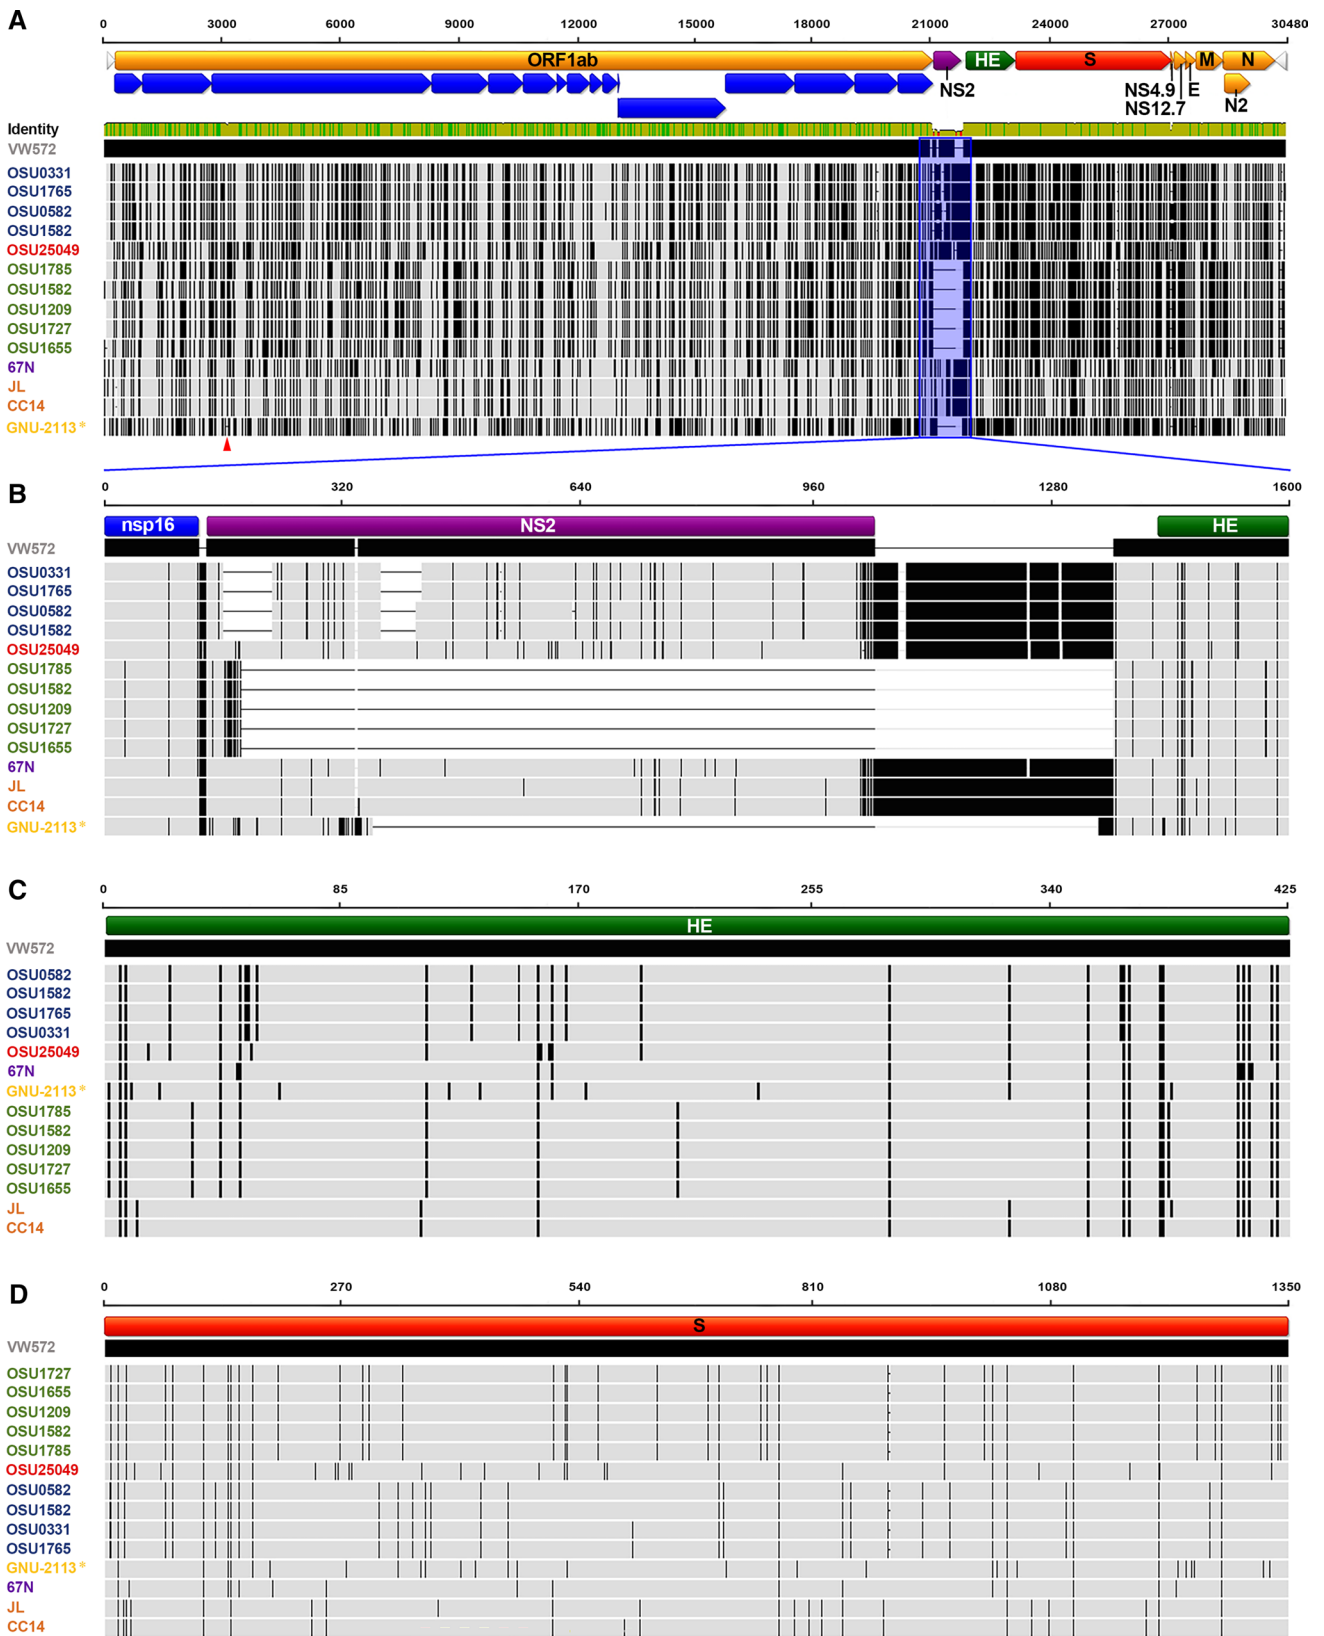 A
0 3000 6000 9000 12000 15000 18000 21000 24000 27000 30480
ORF1ab HE S M N
NS2 NS4.9 E
NS12.7 N2
Identity
VW572
OSU0331
OSU1765
OSU0582
OSU1582
OSU25049
OSU1785
OSU1582
OSU1209
OSU1727
OSU1655
67N
JL
CC14
GNU-2113*
B
0 320 640 960 1280 1600
nsp16 NS2 HE
VW572
OSU0331
OSU1765
OSU0582
OSU1582
OSU25049
OSU1785
OSU1582
OSU1209
OSU1727
OSU1655
67N
JL
CC14
GNU-2113*
C
0 85 170 255 340 425
HE
VW572
OSU0582
OSU1582
OSU1765
OSU0331
OSU25049
67N
GNU-2113*
OSU1785
OSU1582
OSU1209
OSU1727
OSU1655
JL
CC14
D
0 270 540 810 1080 1350
S
VW572
OSU1727
OSU1655
OSU1209
OSU1582
OSU1785
OSU25049
OSU0582
OSU1582
OSU0331
OSU1765
GNU-2113*
67N
JL
CC14